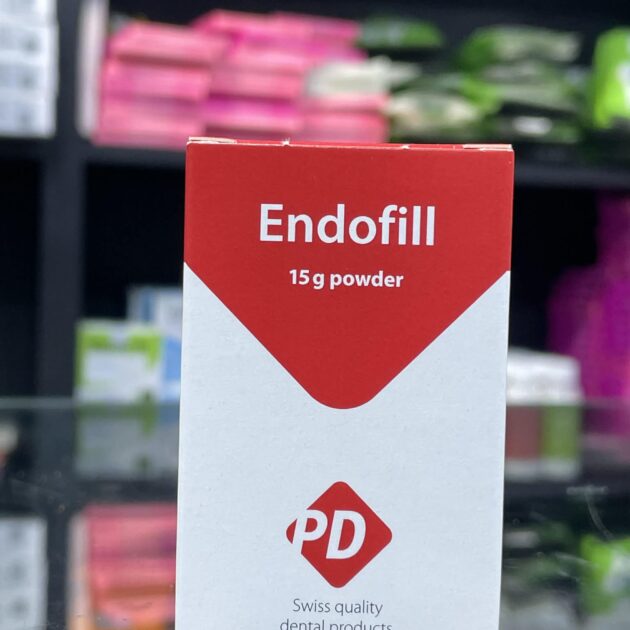 Endofill
15 g powder
PD
Swiss quality
dental products